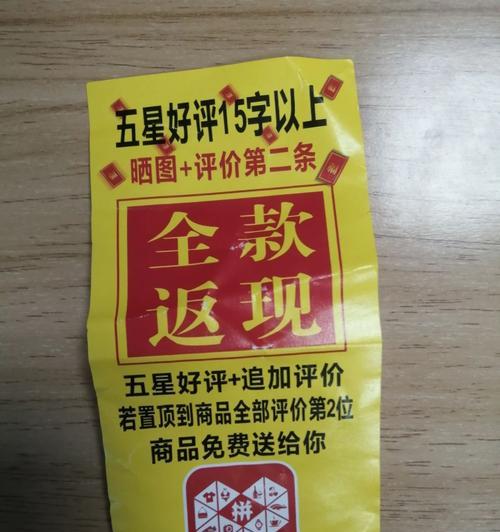 五星好评15字以上
晒图+评价第二条
全款
返现
五星好评+追加评价
若置顶到商品全部评价第2位
商品免费送给你
拼